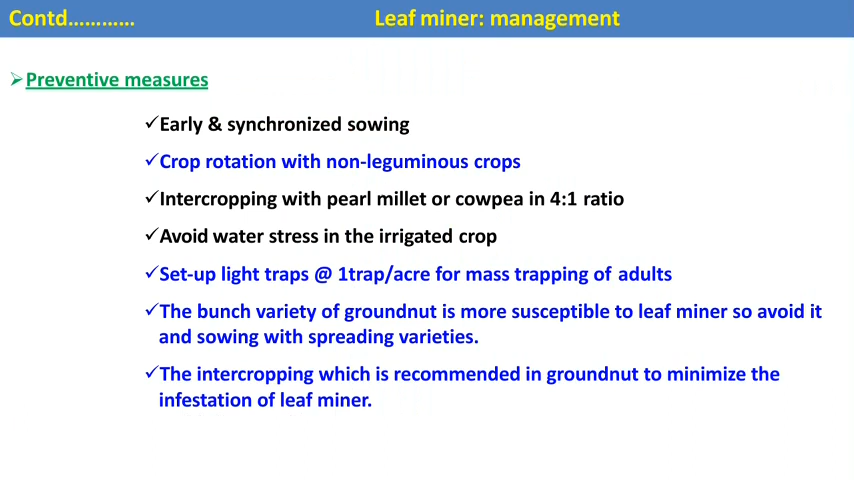 Contd………… Leaf miner: management
➢Preventive measures
✓Early & synchronized sowing
✓Crop rotation with non-leguminous crops
✓Intercropping with pearl millet or cowpea in 4:1 ratio
✓Avoid water stress in the irrigated crop
✓Set-up light traps @ 1trap/acre for mass trapping of adults
✓The bunch variety of groundnut is more susceptible to leaf miner so avoid it
and sowing with spreading varieties.
✓The intercropping which is recommended in groundnut to minimize the
infestation of leaf miner.